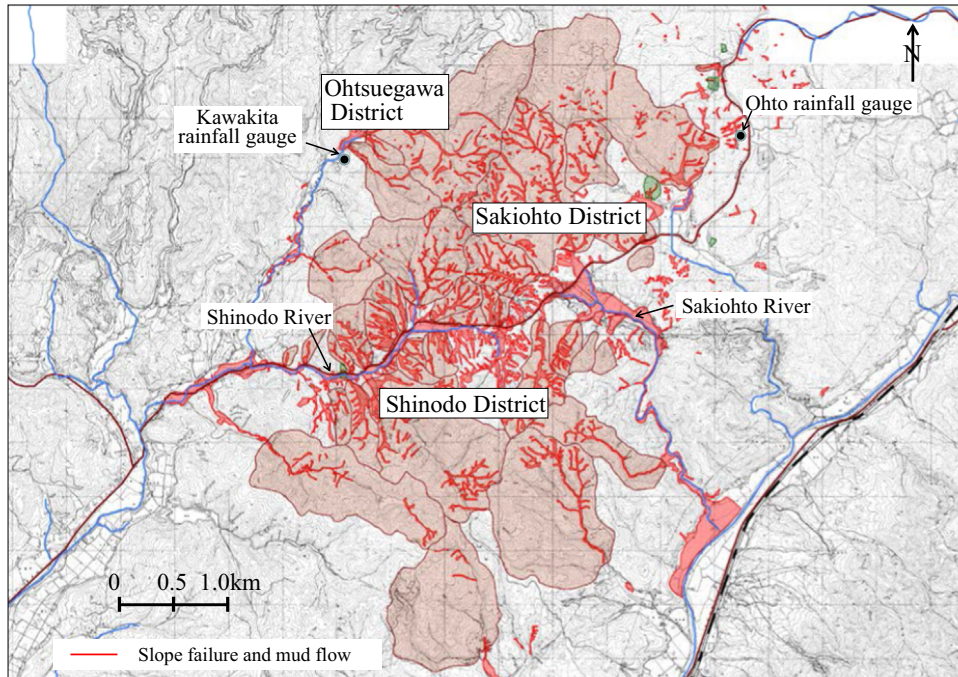 N
Ohtsuegawa
District
Kawakita
rainfall gauge
Ohto rainfall gauge
Sakiohto District
Shinodo River
Sakiohto River
Shinodo District
0 0.5 1.0km
Slope failure and mud flow